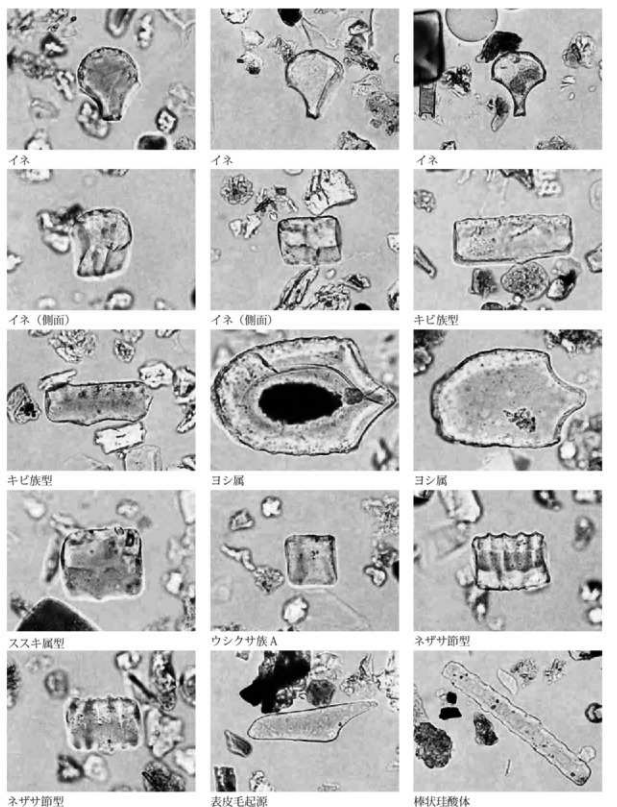 イネ
イネ
イネ
イネ（側面）
イネ（側面）
キビ族型
キビ族型
ヨシ属
ヨシ属
ススキ属型
ウシクサ族 A
ネザサ節型
ネザサ節型
表皮毛起源
棒状珪酸体